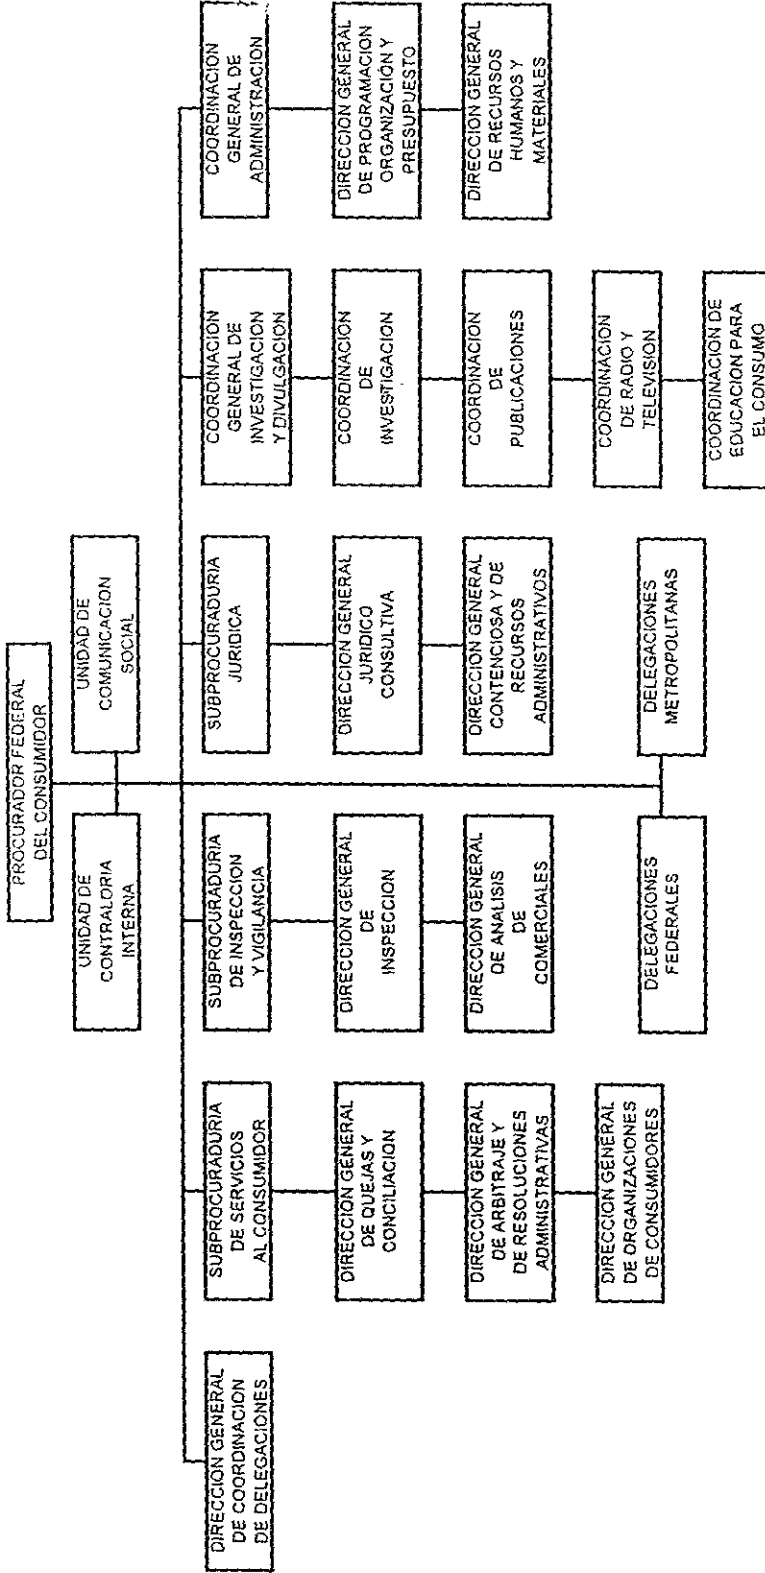 PROCURADOR FEDERAL
DEL CONSUMIDOR
UNIDAD DE
CONTRALORIA
INTERNA
UNIDAD DE
COMUNICACION
SOCIAL
DIRECCION GENERAL
DE COORDINACION
DE DELEGACIONES
SUBPROCURADURIA
DE SERVICIOS
AL CONSUMIDOR
DIRECCION GENERAL
DE QUEJAS Y
CONCILIACION
DIRECCION GENERAL
DE ARBITRAJE Y
DE RESOLUCIONES
ADMINISTRATIVAS
DIRECCION GENERAL
DE ORGANIZACIONES
DE CONSUMIDORES
SUBPROCURADURIA
DE INSPECCION
Y VIGILANCIA
DIRECCION GENERAL
DE
INSPECCION
DIRECCION GENERAL
DE ANALISIS
DE
COMERCIALES
DELEGACIONES
FEDERALES
SUBPROCURADURIA
JURIDICA
DIRECCION GENERAL
JURIDICO
CONSULTIVA
DIRECCION GENERAL
CONTENCIOSA Y DE
RECURSOS
ADMINISTRATIVOS
DELEGACIONES
METROPOLITANAS
COORDINACION
GENERAL DE
INVESTIGACION
Y DIVULGACION
COORDINACION
DE
INVESTIGACION
COORDINACION
DE
PUBLICACIONES
COORDINACION
DE RADIO Y
TELEVISION
COORDINACION DE
EDUCACION PARA
EL CONSUMO
COORDINACION
GENERAL DE
ADMINISTRACION
DIRECCION GENERAL
DE PROGRAMACION
ORGANIZACIÓN Y
PRESUPUESTO
DIRECCION GENERAL
DE RECURSOS
HUMANOS Y
MATERIALES